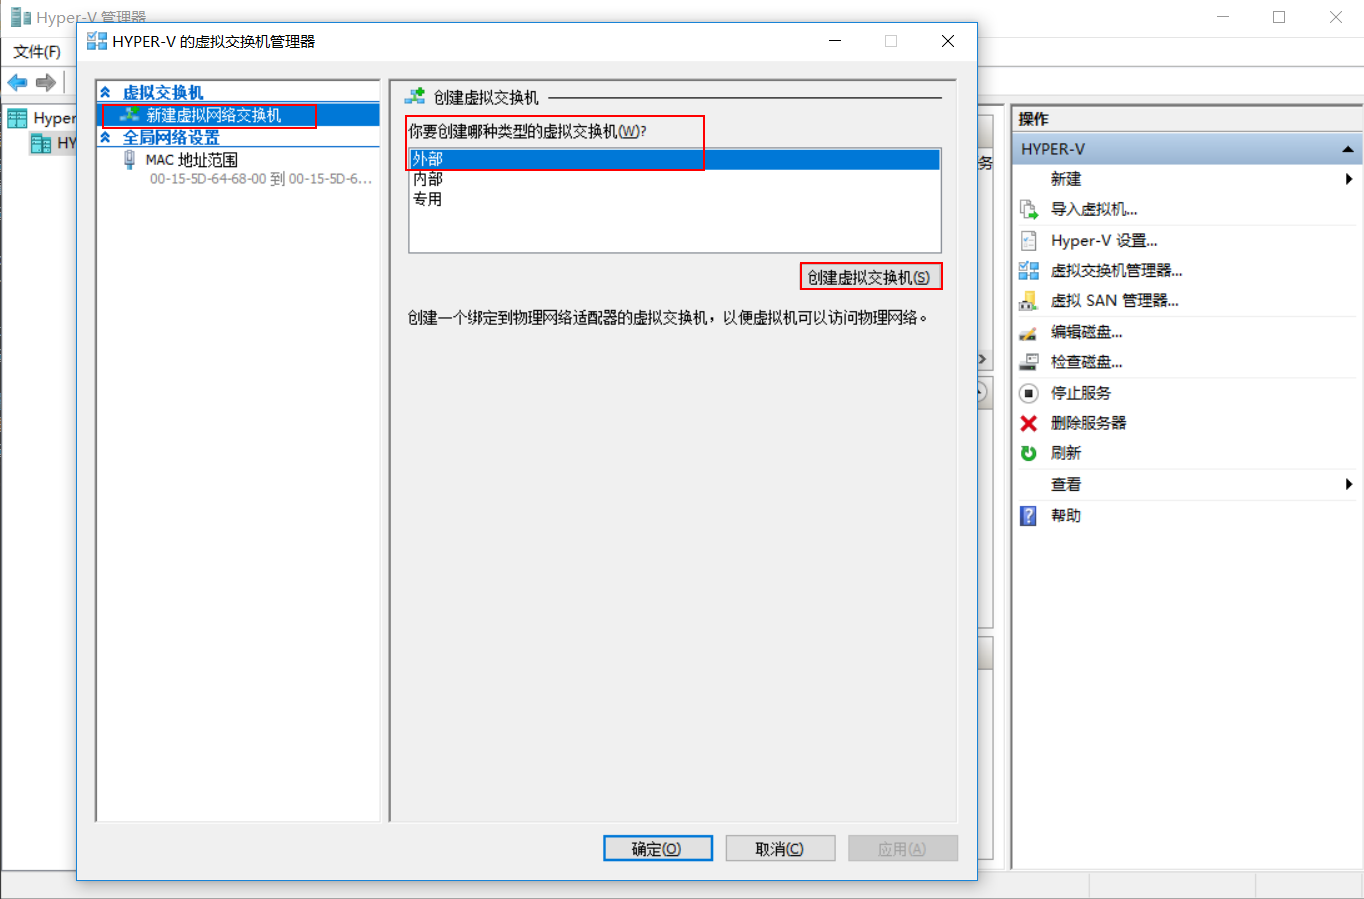 Hyper-V 管理器
文件(F)
Hyper
HY
HYPER-V 的虚拟交换机管理器
虚拟交换机
新建虚拟网络交换机
全局网络设置
MAC 地址范围
00-15-5D-64-68-00 到 00-15-5D-6...
创建虚拟交换机
你要创建哪种类型的虚拟交换机(W)?
外部
内部
专用
创建虚拟交换机(S)
创建一个绑定到物理网络适配器的虚拟交换机，以便虚拟机可以访问物理网络。
确定(O)
取消(C)
应用(A)
务
操作
HYPER-V
新建
导入虚拟机...
Hyper-V 设置...
虚拟交换机管理器...
虚拟 SAN 管理器...
编辑磁盘...
检查磁盘...
停止服务
删除服务器
刷新
查看
帮助